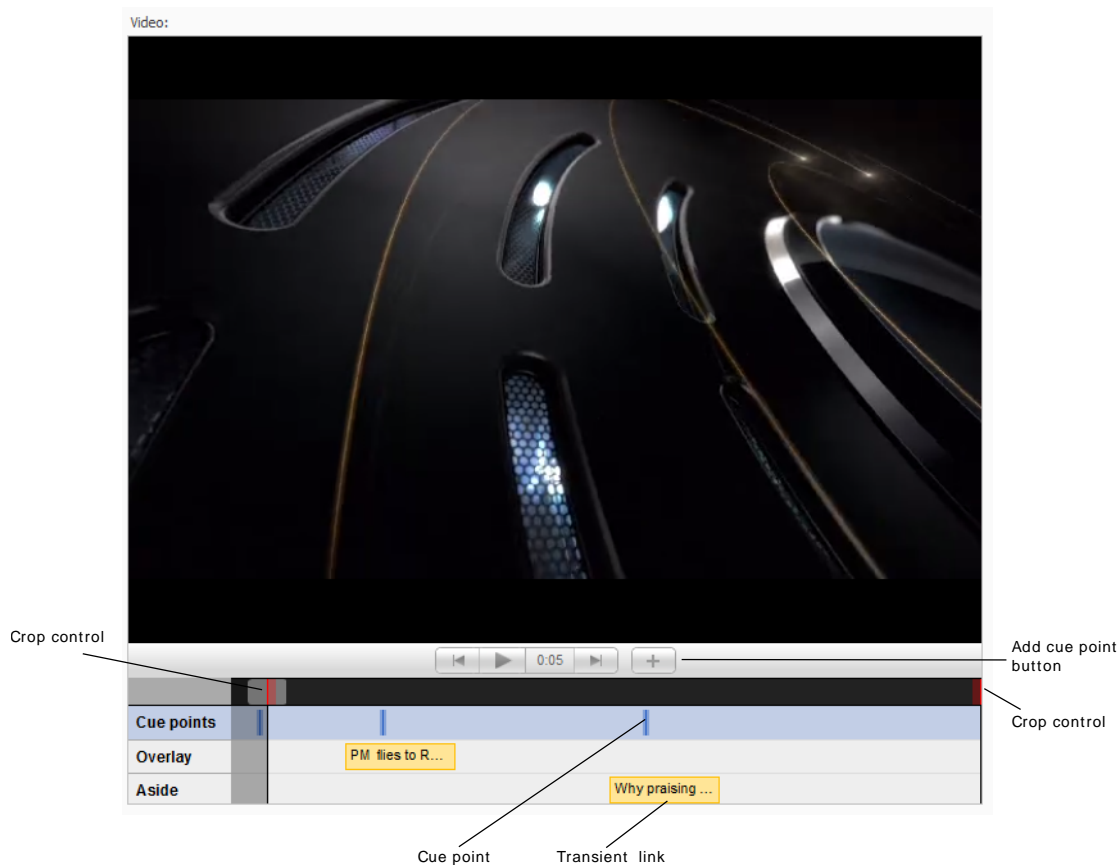 Video:
Crop control
0:05
Add cue point
button
Crop control
Cue points
Overlay
PM flies to R...
Aside
Why praising ...
Cue point
Transient link